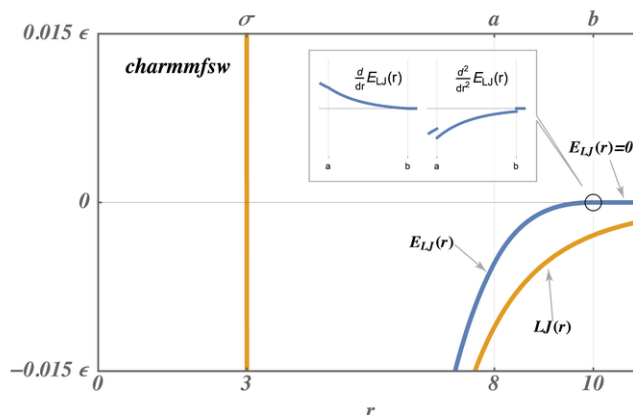 σ a b
0.015 ϵ
charmmfsw
d/dr E_LJ(r) d²/dr² E_LJ(r)
a b a b
E_LJ(r)=0
0
E_LJ(r)
LJ(r)
−0.015 ϵ
0 3 8 10
r